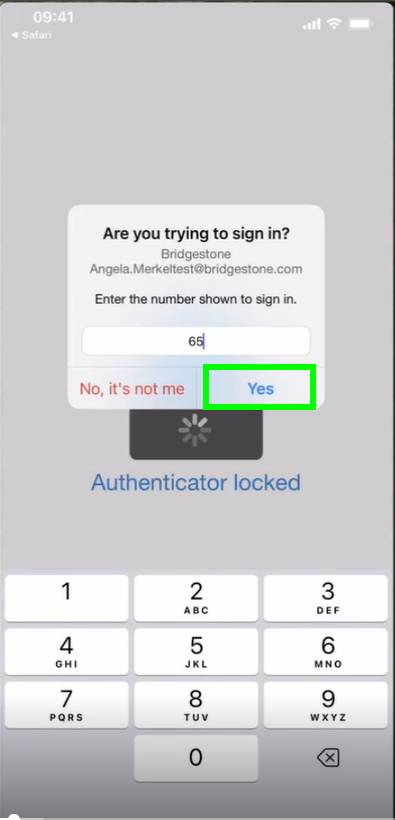 09:41
◀ Safari
Are you trying to sign in?
Bridgestone
Angela.Merkeltest@bridgestone.com
Enter the number shown to sign in.
65
No, it's not me
Yes
Authenticator locked
1 2 3
ABC DEF
4 5 6
GHI JKL MNO
7 8 9
PQRS TUV WXYZ
0